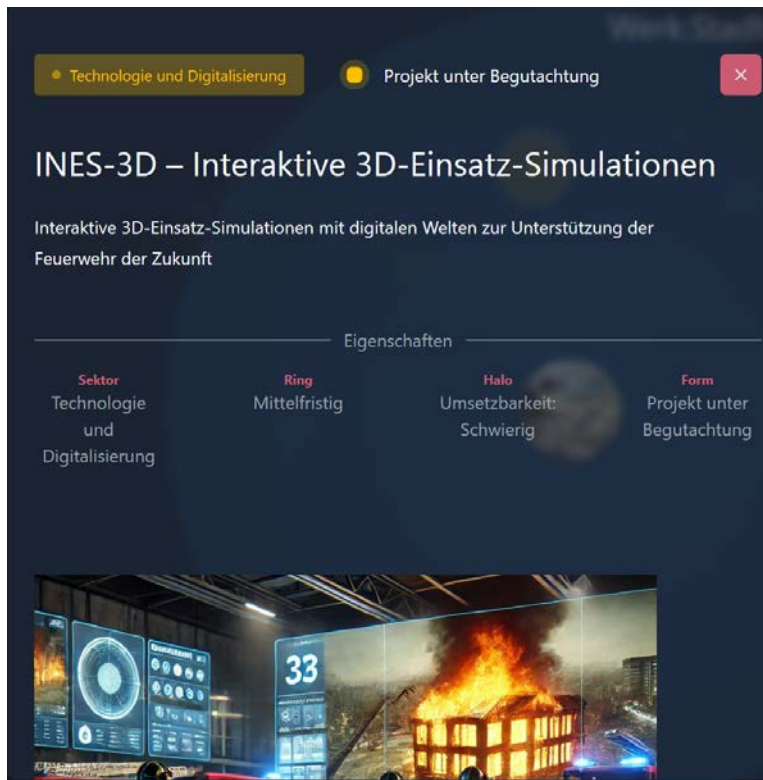 Werk:Stadt
Technologie und Digitalisierung
Projekt unter Begutachtung
INES-3D – Interaktive 3D-Einsatz-Simulationen
Interaktive 3D-Einsatz-Simulationen mit digitalen Welten zur Unterstützung der
Feuerwehr der Zukunft
Eigenschaften
Sektor
Technologie
und
Digitalisierung
Ring
Mittelfristig
Halo
Umsetzbarkeit:
Schwierig
Form
Projekt unter
Begutachtung
33